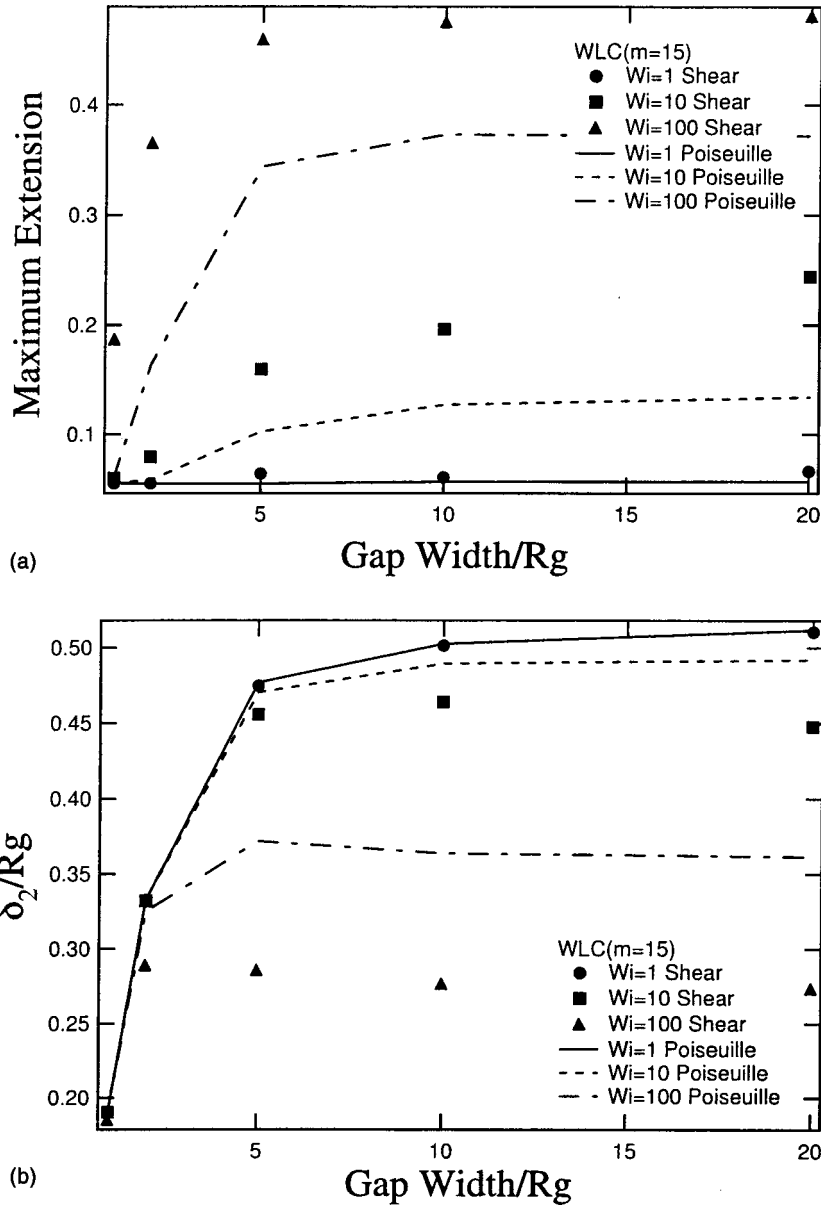 Maximum Extension
0.4
0.3
0.2
0.1
WLC(m=15)
Wi=1 Shear
Wi=10 Shear
Wi=100 Shear
Wi=1 Poiseuille
Wi=10 Poiseuille
Wi=100 Poiseuille
5 10 15 20
(a)
Gap Width/Rg
δ₂/Rg
0.50
0.45
0.40
0.35
0.30
0.25
0.20
WLC(m=15)
Wi=1 Shear
Wi=10 Shear
Wi=100 Shear
Wi=1 Poiseuille
Wi=10 Poiseuille
Wi=100 Poiseuille
5 10 15 20
(b)
Gap Width/Rg